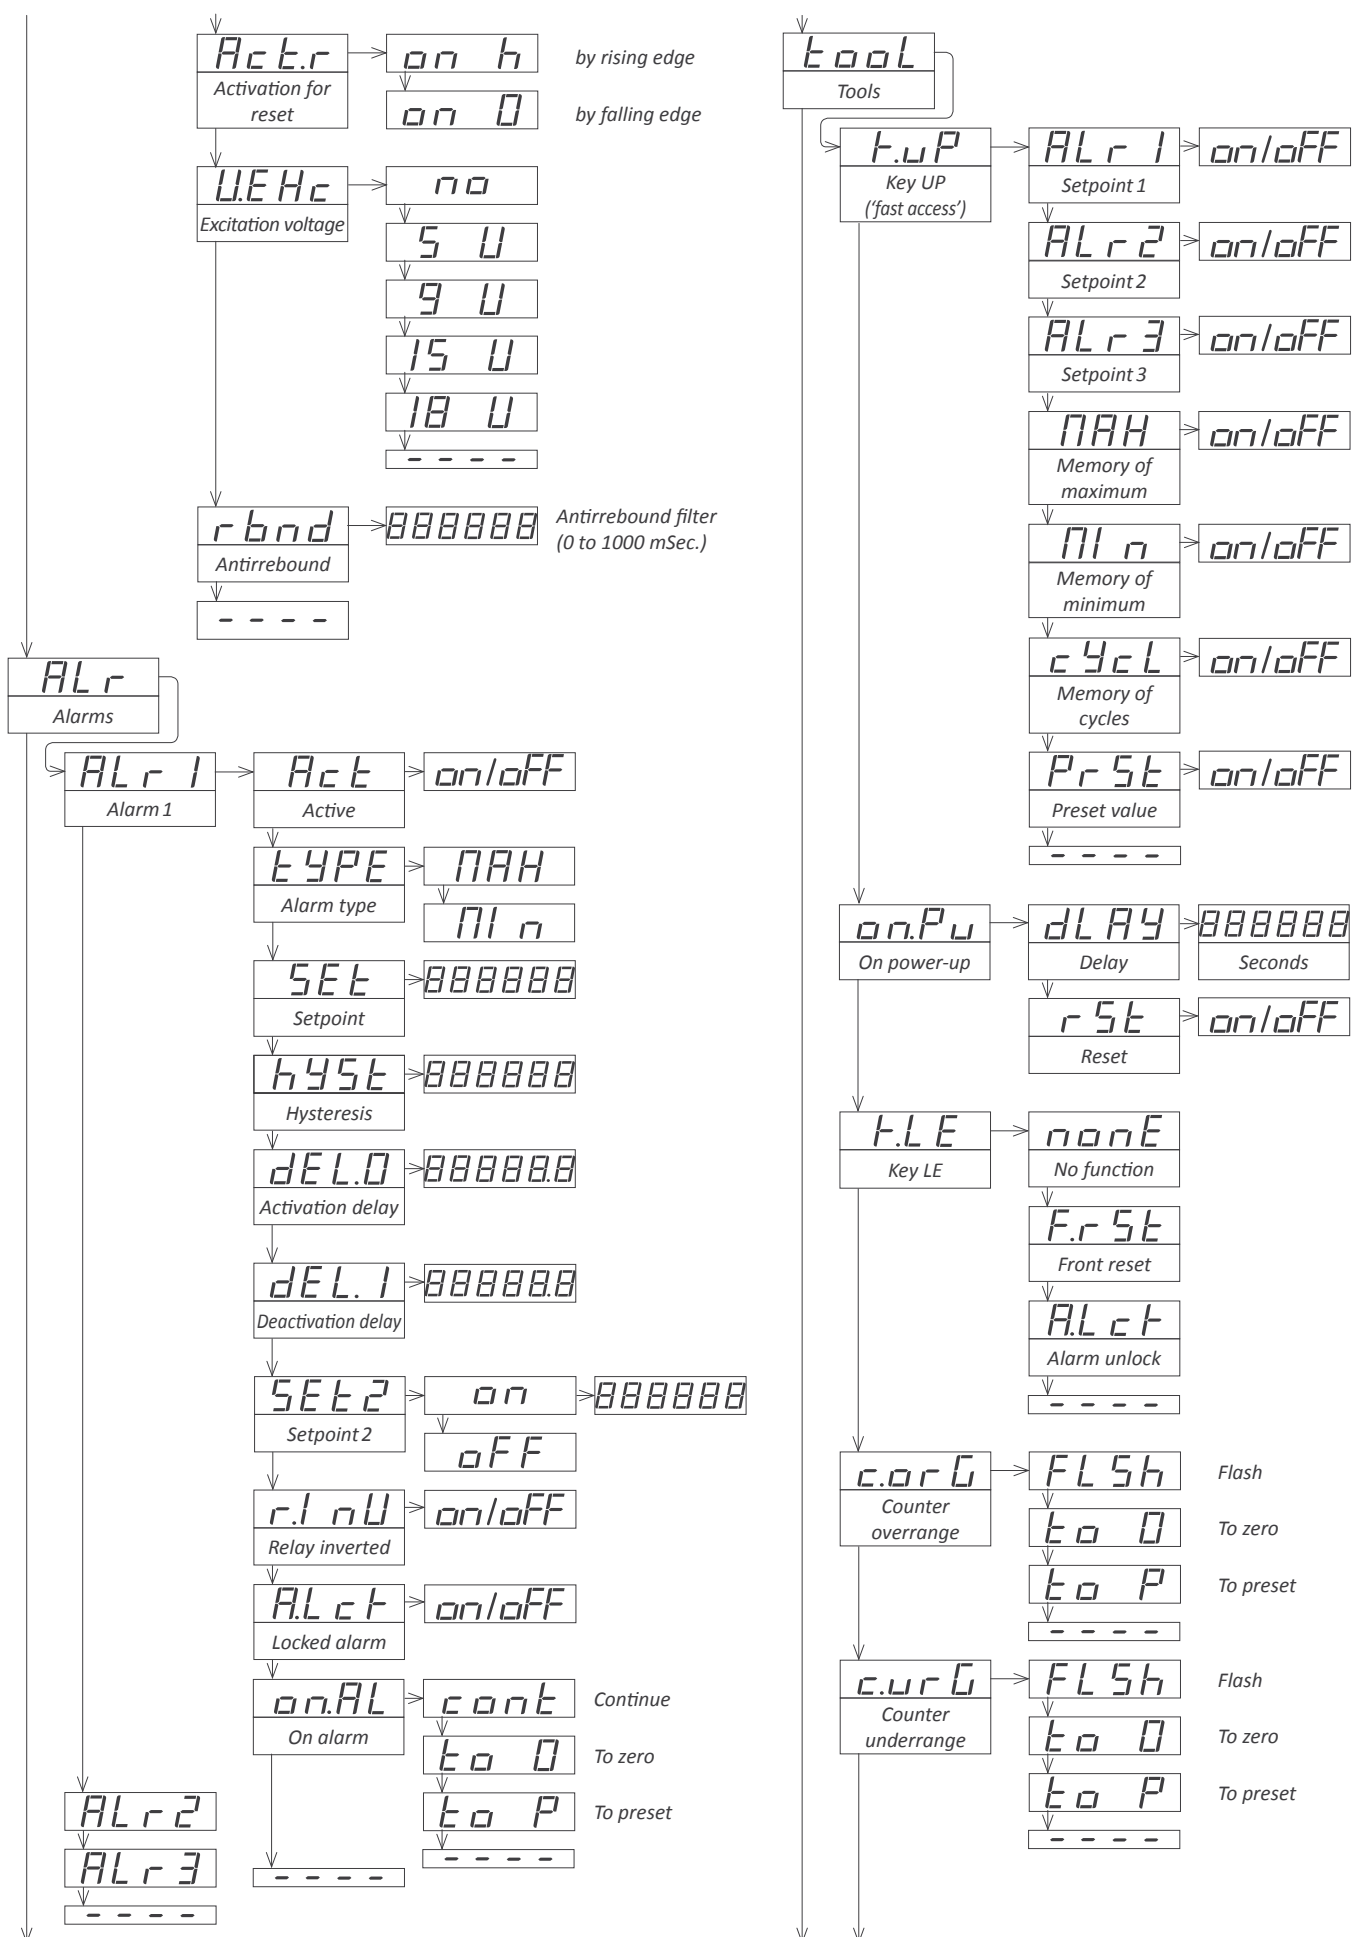 Act.r
on h
by rising edge
Activation for
reset
on 0
by falling edge
V.EHc
no
Excitation voltage
5 V
9 V
15 V
18 V
----
rbnd
888888
Antirrebound filter
(0 to 1000 mSec.)
Antirrebound
----
ALr
Alarms
ALr 1
Act
on/oFF
Alarm 1
Active
tYPE
MAH
Alarm type
MIn
SEt
888888
Setpoint
hYSt
888888
Hysteresis
dEL.0
88888.8
Activation delay
dEL.1
88888.8
Deactivation delay
SEt2
on
888888
Setpoint 2
oFF
r.InV
on/oFF
Relay inverted
A.Lck
on/oFF
Locked alarm
on.AL
cont
Continue
On alarm
to 0
To zero
to P
To preset
----
----
ALr2
ALr3
----
tooL
Tools
k.uP
ALr 1
on/oFF
Key UP
('fast access')
Setpoint 1
ALr2
on/oFF
Setpoint 2
ALr3
on/oFF
Setpoint 3
MAH
on/oFF
Memory of
maximum
MIn
on/oFF
Memory of
minimum
cYcL
on/oFF
Memory of
cycles
PrSt
on/oFF
Preset value
----
on.Pu
dLAY
888888
On power-up
Delay
Seconds
rSt
on/oFF
Reset
k.LE
nonE
Key LE
No function
F.rSt
Front reset
A.Lck
Alarm unlock
----
c.orG
FLSh
Flash
Counter
overrange
to 0
To zero
to P
To preset
----
c.urG
FLSh
Flash
Counter
underrange
to 0
To zero
to P
To preset
----